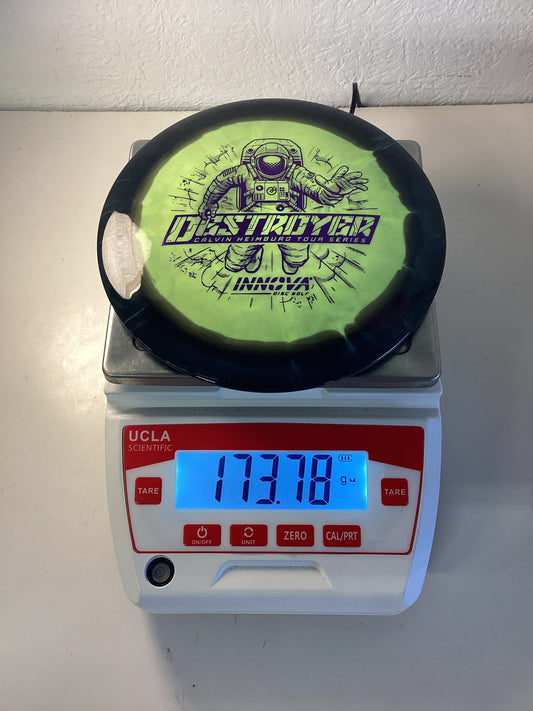 DESTROYER
CALVIN HEIMBURG TOUR SERIES
INNOVA
DISC GOLF
UCLA
SCIENTIFIC
173.78 g
TARE
TARE
ON/OFF
UNIT
ZERO
CAL/PRT